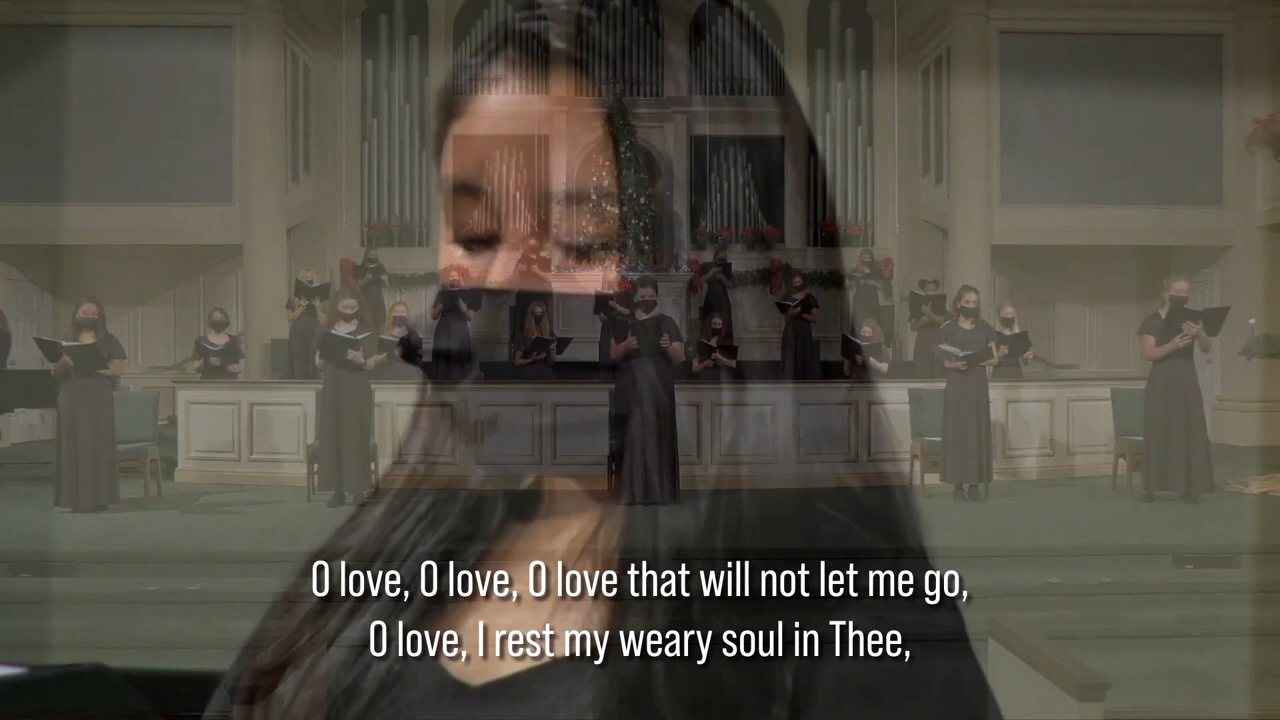 O love, O love, O love that will not let me go,
O love, I rest my weary soul in Thee,